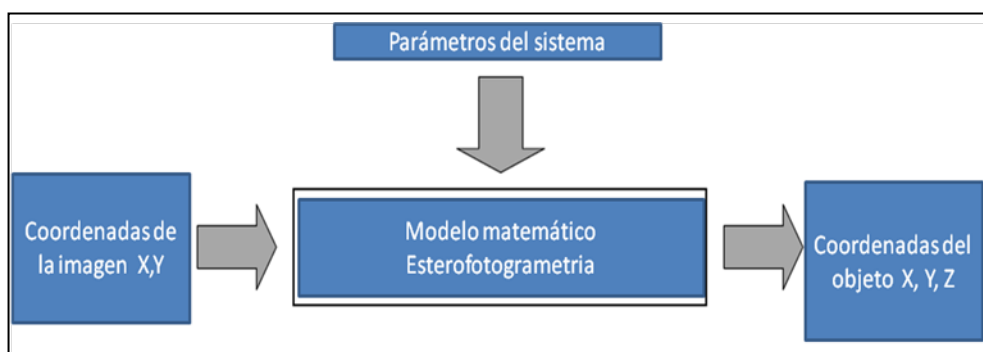 Parámetros del sistema
Coordenadas de
la imagen X,Y
Modelo matemático
Esterofotogrametria
Coordenadas del
objeto X, Y, Z